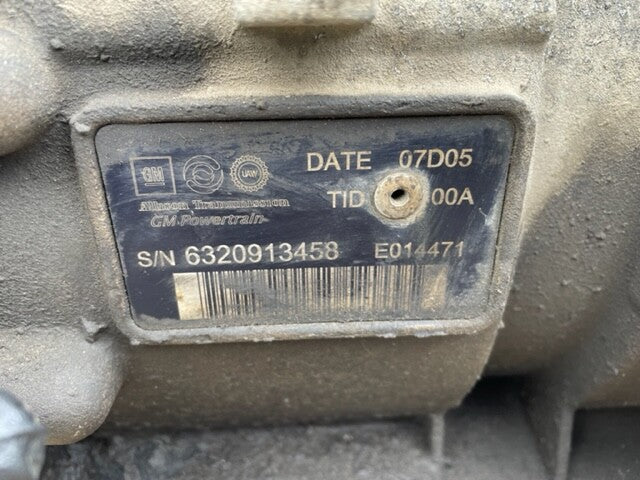 GM UAW DATE 07D05
Allison Transmission TID 00A
GM Powertrain
S/N 6320913458 E014471